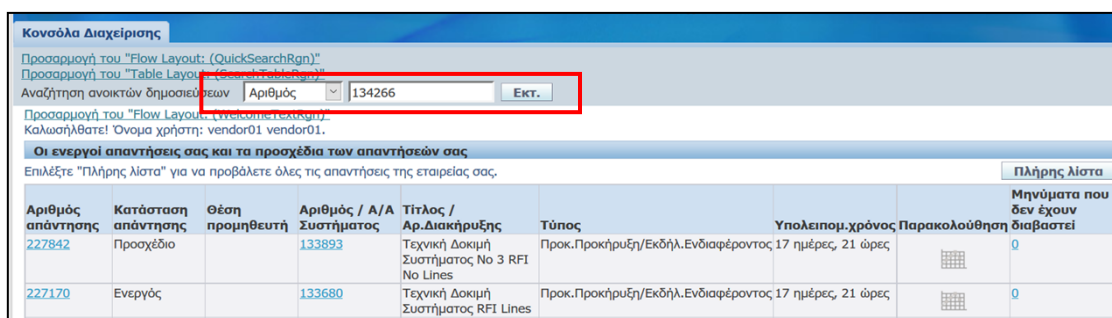 Κονσόλα Διαχείρισης
Προσαρμογή του "Flow Layout: (QuickSearchRgn)"
Προσαρμογή του "Table Layout: (SearchTableRgn)"
Αναζήτηση ανοικτών δημοσιεύσεων Αριθμός 134266 Εκτ.
Προσαρμογή του "Flow Layout: (WelcomeTextRgn)"
Καλωσήλθατε! Όνομα χρήστη: vendor01 vendor01.
Οι ενεργοί απαντήσεις σας και τα προσχέδια των απαντήσεών σας
Επιλέξτε "Πλήρης λίστα" για να προβάλετε όλες τις απαντήσεις της εταιρείας σας. Πλήρης λίστα
Μηνύματα που
Αριθμός Κατάσταση Θέση Αριθμός / Α/Α Τίτλος / δεν έχουν
απάντησης απάντησης προμηθευτή Συστήματος Αρ.Διακήρυξης Τύπος Υπολειπομ.χρόνος Παρακολούθηση διαβαστεί
227842 Προσχέδιο 133893 Τεχνική Δοκιμή Προκ.Προκήρυξη/Εκδήλ.Ενδιαφέροντος 17 ημέρες, 21 ώρες 0
Συστήματος No 3 RFI
No Lines
227170 Ενεργός 133680 Τεχνική Δοκιμή Προκ.Προκήρυξη/Εκδήλ.Ενδιαφέροντος 17 ημέρες, 21 ώρες 0
Συστήματος RFI Lines